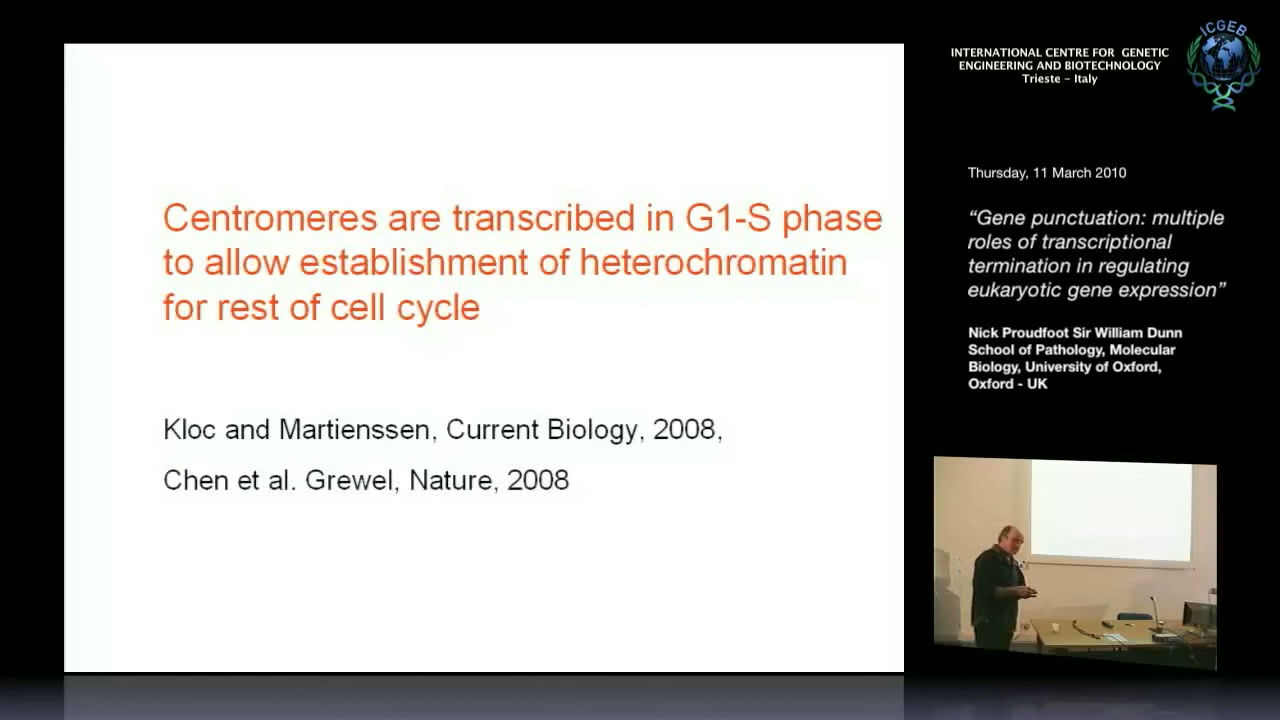 Centromeres are transcribed in G1-S phase
to allow establishment of heterochromatin
for rest of cell cycle
Kloc and Martienssen, Current Biology, 2008,
Chen et al. Grewel, Nature, 2008
ICGEB
INTERNATIONAL CENTRE FOR GENETIC
ENGINEERING AND BIOTECHNOLOGY
Trieste - Italy
Thursday, 11 March 2010
“Gene punctuation: multiple
roles of transcriptional
termination in regulating
eukaryotic gene expression”
Nick Proudfoot Sir William Dunn
School of Pathology, Molecular
Biology, University of Oxford,
Oxford - UK